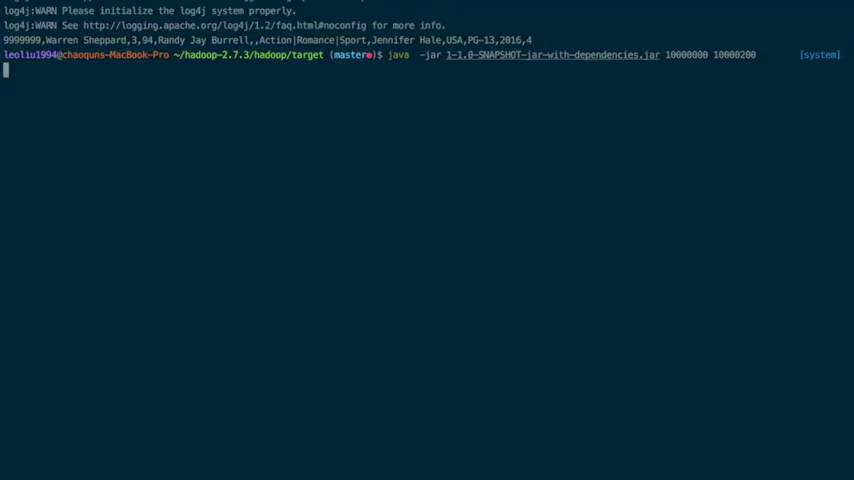 log4j:WARN Please initialize the log4j system properly.
log4j:WARN See http://logging.apache.org/log4j/1.2/faq.html#noconfig for more info.
9999999,Warren Sheppard,3,94,Randy Jay Burrell,,Action|Romance|Sport,Jennifer Hale,USA,PG-13,2016,4
leoliu1994@chaoquns-MacBook-Pro ~/hadoop-2.7.3/hadoop/target (master●)$ java  -jar 1-1.0-SNAPSHOT-jar-with-dependencies.jar 10000000 10000200 [system]